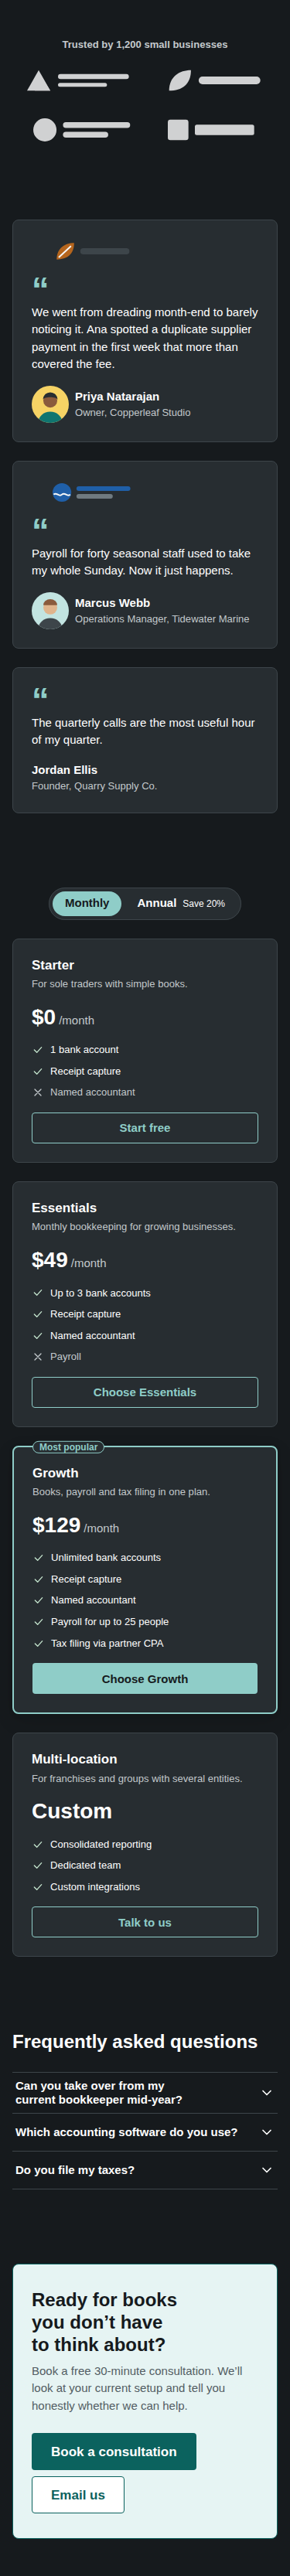 Trusted by 1,200 small businesses
“
We went from dreading month-end to barely
noticing it. Ana spotted a duplicate supplier
payment in the first week that more than
covered the fee.
Priya Natarajan
Owner, Copperleaf Studio
“
Payroll for forty seasonal staff used to take
my whole Sunday. Now it just happens.
Marcus Webb
Operations Manager, Tidewater Marine
“
The quarterly calls are the most useful hour
of my quarter.
Jordan Ellis
Founder, Quarry Supply Co.
Monthly Annual Save 20%
Starter
For sole traders with simple books.
$0 /month
1 bank account
Receipt capture
Named accountant
Start free
Essentials
Monthly bookkeeping for growing businesses.
$49 /month
Up to 3 bank accounts
Receipt capture
Named accountant
Payroll
Choose Essentials
Most popular
Growth
Books, payroll and tax filing in one plan.
$129 /month
Unlimited bank accounts
Receipt capture
Named accountant
Payroll for up to 25 people
Tax filing via partner CPA
Choose Growth
Multi-location
For franchises and groups with several entities.
Custom
Consolidated reporting
Dedicated team
Custom integrations
Talk to us
Frequently asked questions
Can you take over from my
current bookkeeper mid-year?
Which accounting software do you use?
Do you file my taxes?
Ready for books
you don’t have
to think about?
Book a free 30-minute consultation. We’ll
look at your current setup and tell you
honestly whether we can help.
Book a consultation
Email us